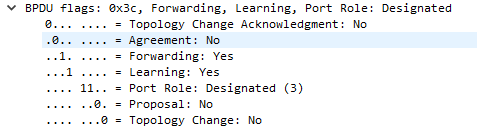 BPDU flags: 0x3c, Forwarding, Learning, Port Role: Designated
0... .... = Topology Change Acknowledgment: No
.0.. .... = Agreement: No
..1. .... = Forwarding: Yes
...1 .... = Learning: Yes
.... 11.. = Port Role: Designated (3)
.... ..0. = Proposal: No
.... ...0 = Topology Change: No